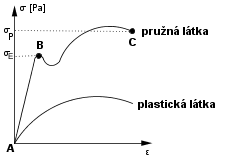 σ [Pa]
σP
C
pružná látka
B
σE
plastická látka
A
ε